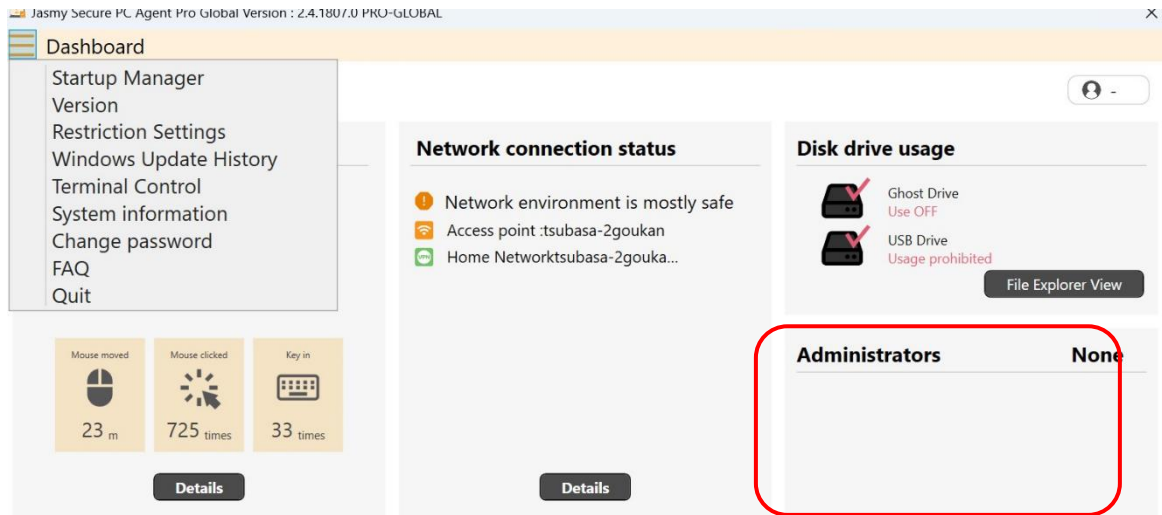 Jasmy Secure PC Agent Pro Global Version : 2.4.1807.0 PRO-GLOBAL
Dashboard
Startup Manager
Version
Restriction Settings
Windows Update History
Terminal Control
System information
Change password
FAQ
Quit
-
Mouse moved
23 m
Mouse clicked
725 times
Key in
33 times
Details
Network connection status
Network environment is mostly safe
Access point :tsubasa-2goukan
VPN
Home Networktsubasa-2gouka...
Details
Disk drive usage
Ghost Drive
Use OFF
USB Drive
Usage prohibited
File Explorer View
Administrators None